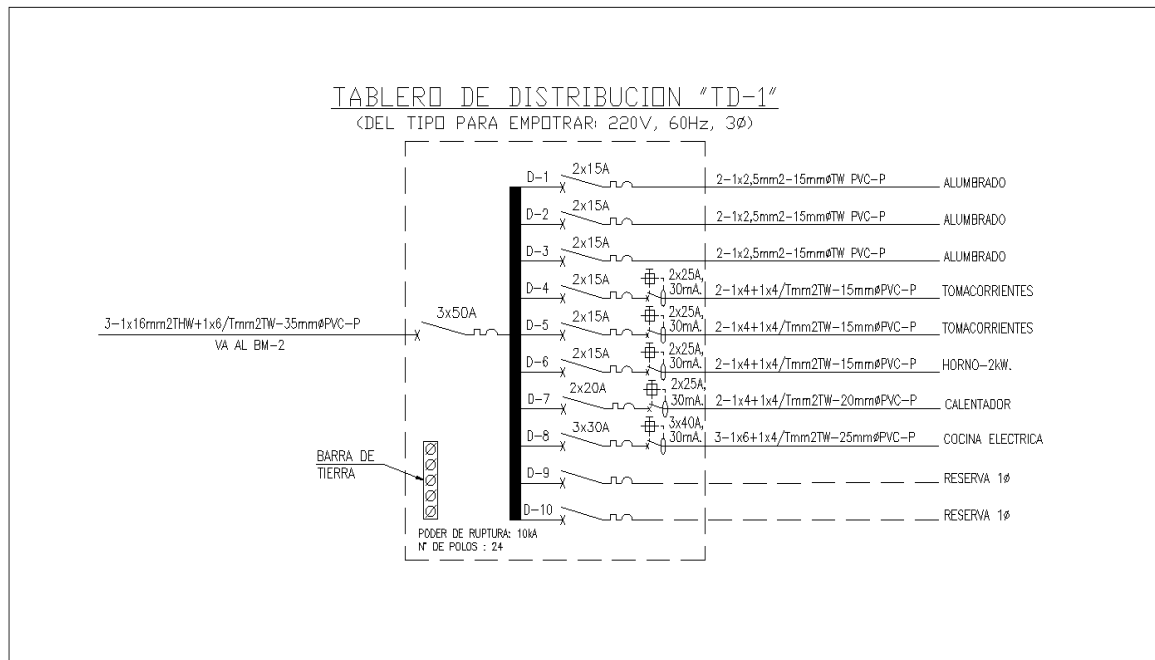 TABLERO DE DISTRIBUCION "TD-1"
(DEL TIPO PARA EMPOTRAR: 220V, 60Hz, 3Ø)
D-1 2x15A 2-1x2,5mm2-15mmØTW PVC-P ALUMBRADO
D-2 2x15A 2-1x2,5mm2-15mmØTW PVC-P ALUMBRADO
D-3 2x15A 2-1x2,5mm2-15mmØTW PVC-P ALUMBRADO
D-4 2x15A 2x25A, 30mA. 2-1x4+1x4/Tmm2TW-15mmØPVC-P TOMACORRIENTES
3-1x16mm2THW+1x6/Tmm2TW-35mmØPVC-P 3x50A
VA AL BM-2
D-5 2x15A 2x25A, 30mA. 2-1x4+1x4/Tmm2TW-15mmØPVC-P TOMACORRIENTES
D-6 2x15A 2x25A, 30mA. 2-1x4+1x4/Tmm2TW-15mmØPVC-P HORNO-2kW.
D-7 2x20A 2x25A, 30mA. 2-1x4+1x4/Tmm2TW-20mmØPVC-P CALENTADOR
D-8 3x30A 3x40A, 30mA. 3-1x6+1x4/Tmm2TW-25mmØPVC-P COCINA ELECTRICA
BARRA DE
TIERRA
D-9 RESERVA 1Ø
D-10 RESERVA 1Ø
PODER DE RUPTURA: 10kA
N° DE POLOS : 24